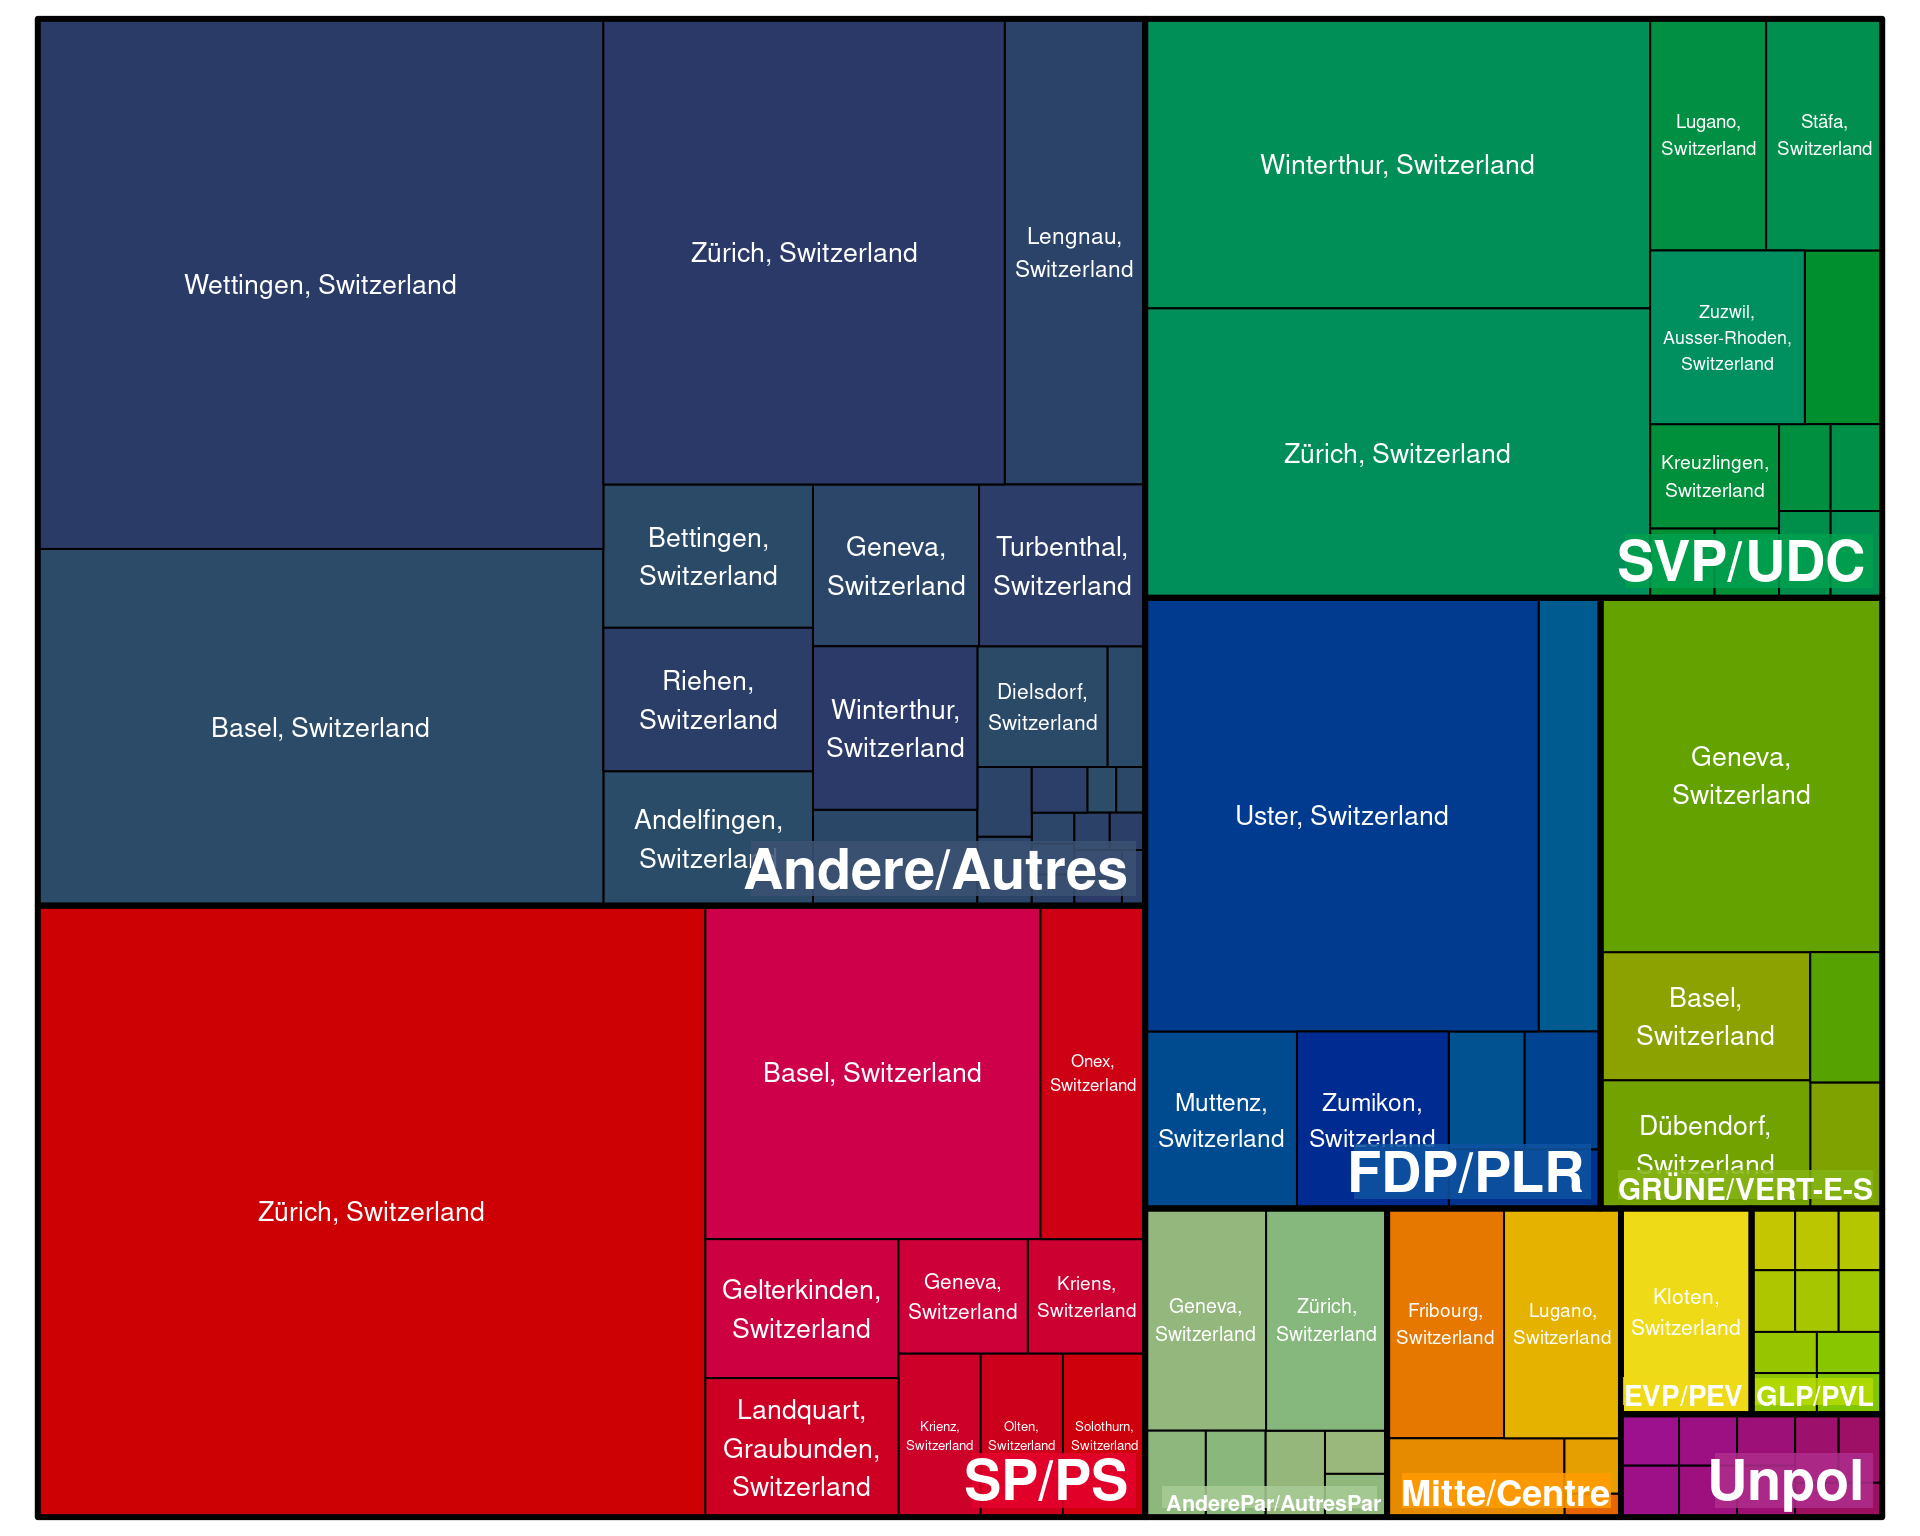 Wettingen, Switzerland
Zürich, Switzerland
Lengnau,
Switzerland
Basel, Switzerland
Bettingen,
Switzerland
Geneva,
Switzerland
Turbenthal,
Switzerland
Riehen,
Switzerland
Winterthur,
Switzerland
Dielsdorf,
Switzerland
Andelfingen,
Switzerland
Andere/Autres
Winterthur, Switzerland
Lugano,
Switzerland
Stäfa,
Switzerland
Zürich, Switzerland
Zuzwil,
Ausser-Rhoden,
Switzerland
Kreuzlingen,
Switzerland
SVP/UDC
Zürich, Switzerland
Basel, Switzerland
Onex,
Switzerland
Gelterkinden,
Switzerland
Geneva,
Switzerland
Kriens,
Switzerland
Landquart,
Graubunden,
Switzerland
Krienz,
Switzerland
Olten,
Switzerland
Solothurn,
Switzerland
SP/PS
Uster, Switzerland
Muttenz,
Switzerland
Zumikon,
Switzerland
FDP/PLR
Geneva,
Switzerland
Basel,
Switzerland
Dübendorf,
Switzerland
GRÜNE/VERT-E-S
Geneva,
Switzerland
Zürich,
Switzerland
AnderePar/AutresPar
Fribourg,
Switzerland
Lugano,
Switzerland
Mitte/Centre
Kloten,
Switzerland
EVP/PEV
GLP/PVL
Unpol